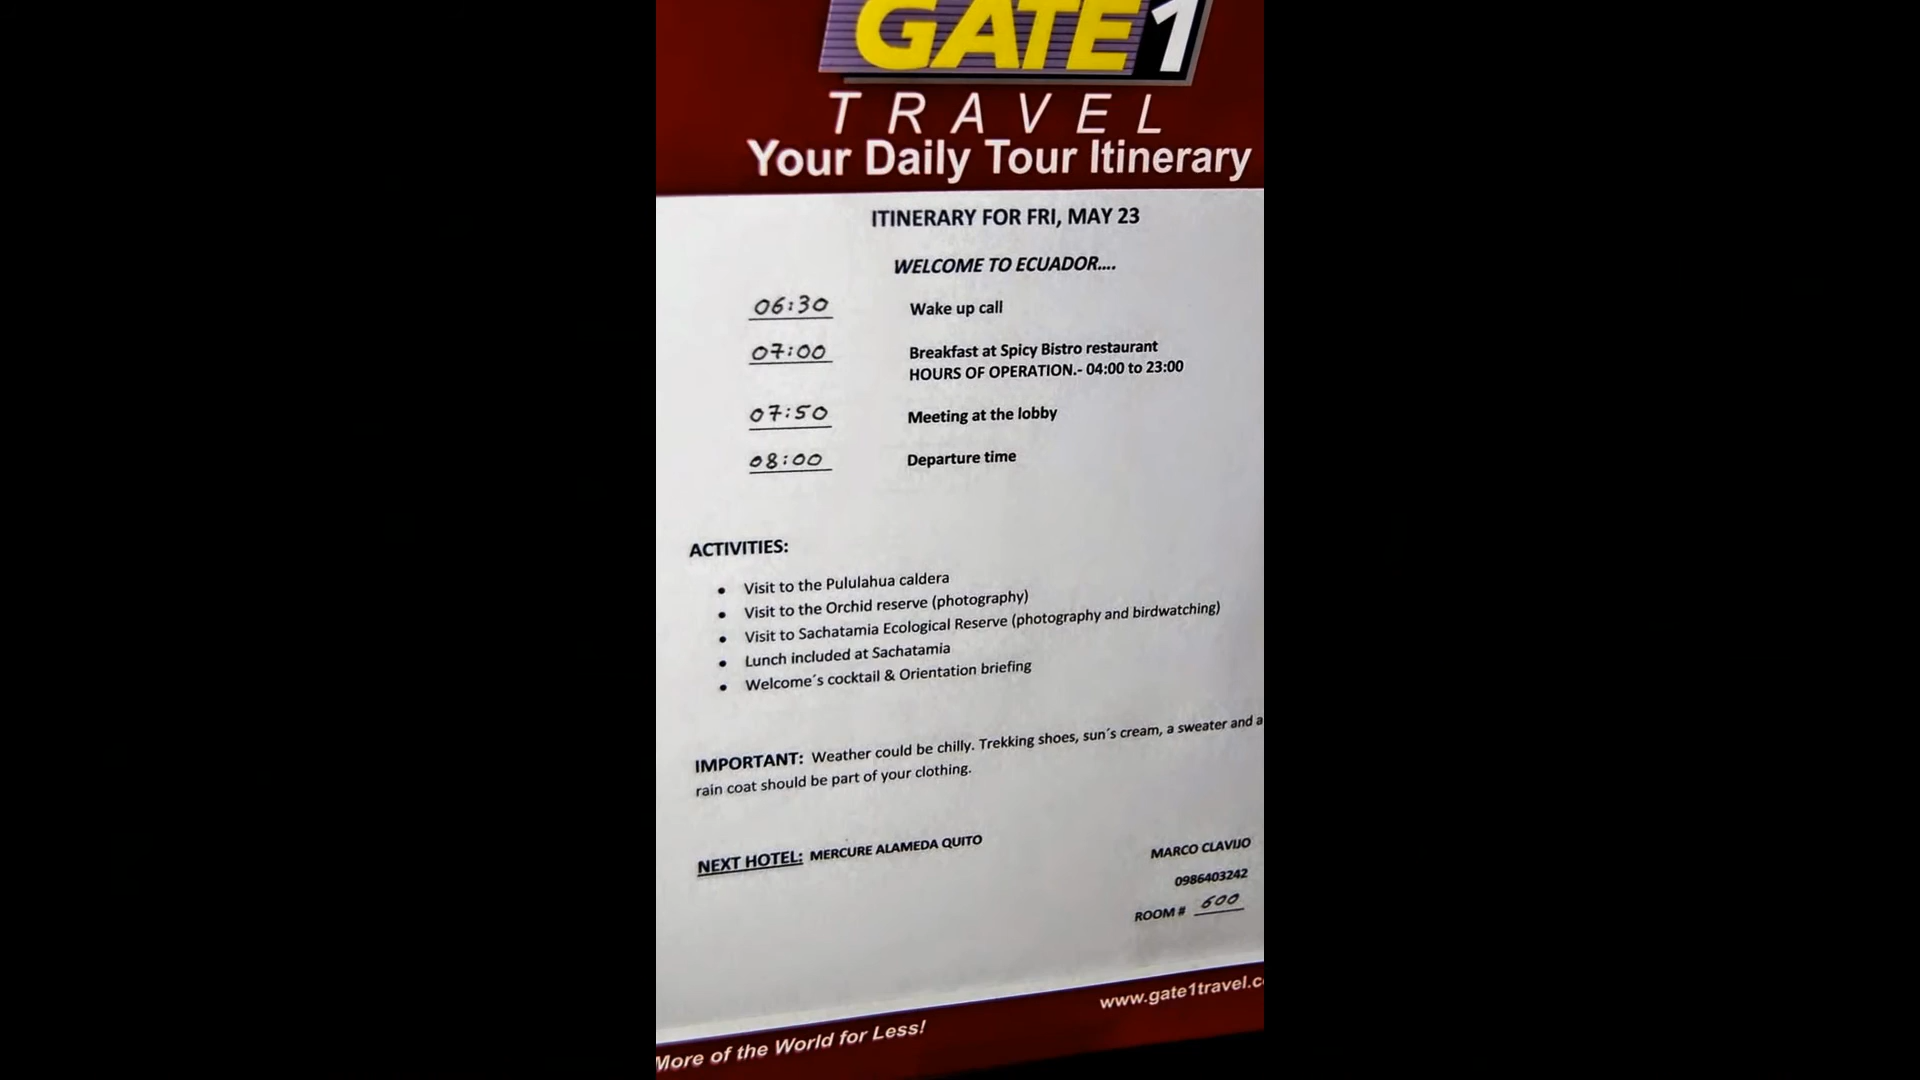 GATE 1
TRAVEL
Your Daily Tour Itinerary
ITINERARY FOR FRI, MAY 23
WELCOME TO ECUADOR....
06:30 Wake up call
07:00 Breakfast at Spicy Bistro restaurant
HOURS OF OPERATION.- 04:00 to 23:00
07:50 Meeting at the lobby
08:00 Departure time
ACTIVITIES:
• Visit to the Pululahua caldera
• Visit to the Orchid reserve (photography)
• Visit to Sachatamia Ecological Reserve (photography and birdwatching)
• Lunch included at Sachatamia
• Welcome´s cocktail & Orientation briefing
IMPORTANT: Weather could be chilly. Trekking shoes, sun´s cream, a sweater and a
rain coat should be part of your clothing.
NEXT HOTEL: MERCURE ALAMEDA QUITO
MARCO CLAVIJO
0986403242
ROOM # 600
www.gate1travel.c
More of the World for Less!